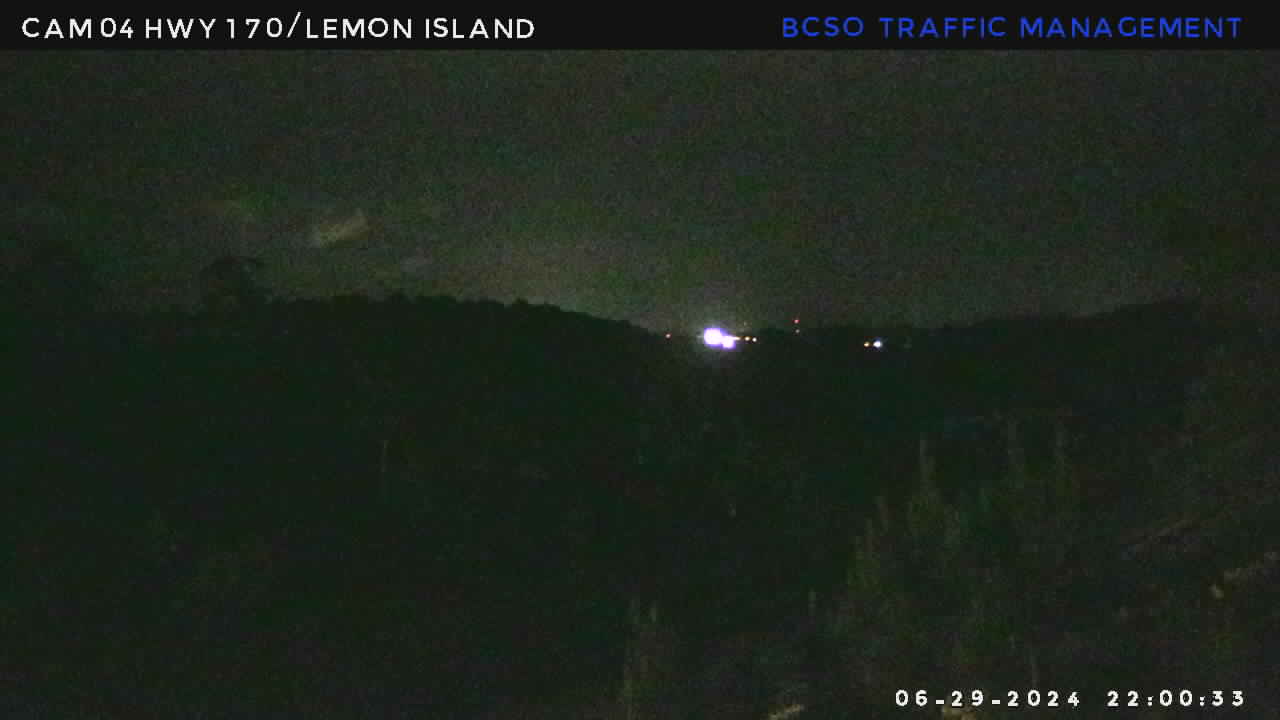 CAM04 HWY 170/LEMON ISLAND
BCSO TRAFFIC MANAGEMENT
06-29-2024 22:00:33